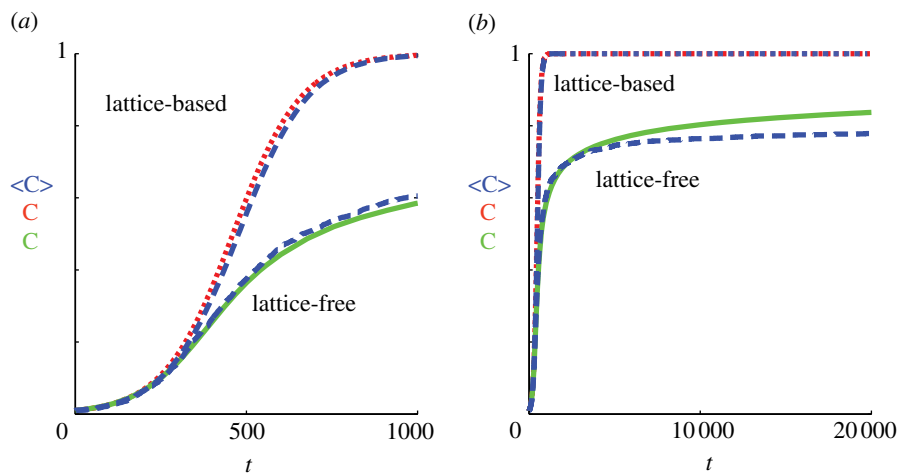 (a)
1
lattice-based
<C>
C
C
lattice-free
0
500
1000
t
(b)
1
lattice-based
<C>
C
C
lattice-free
0
10 000
20 000
t